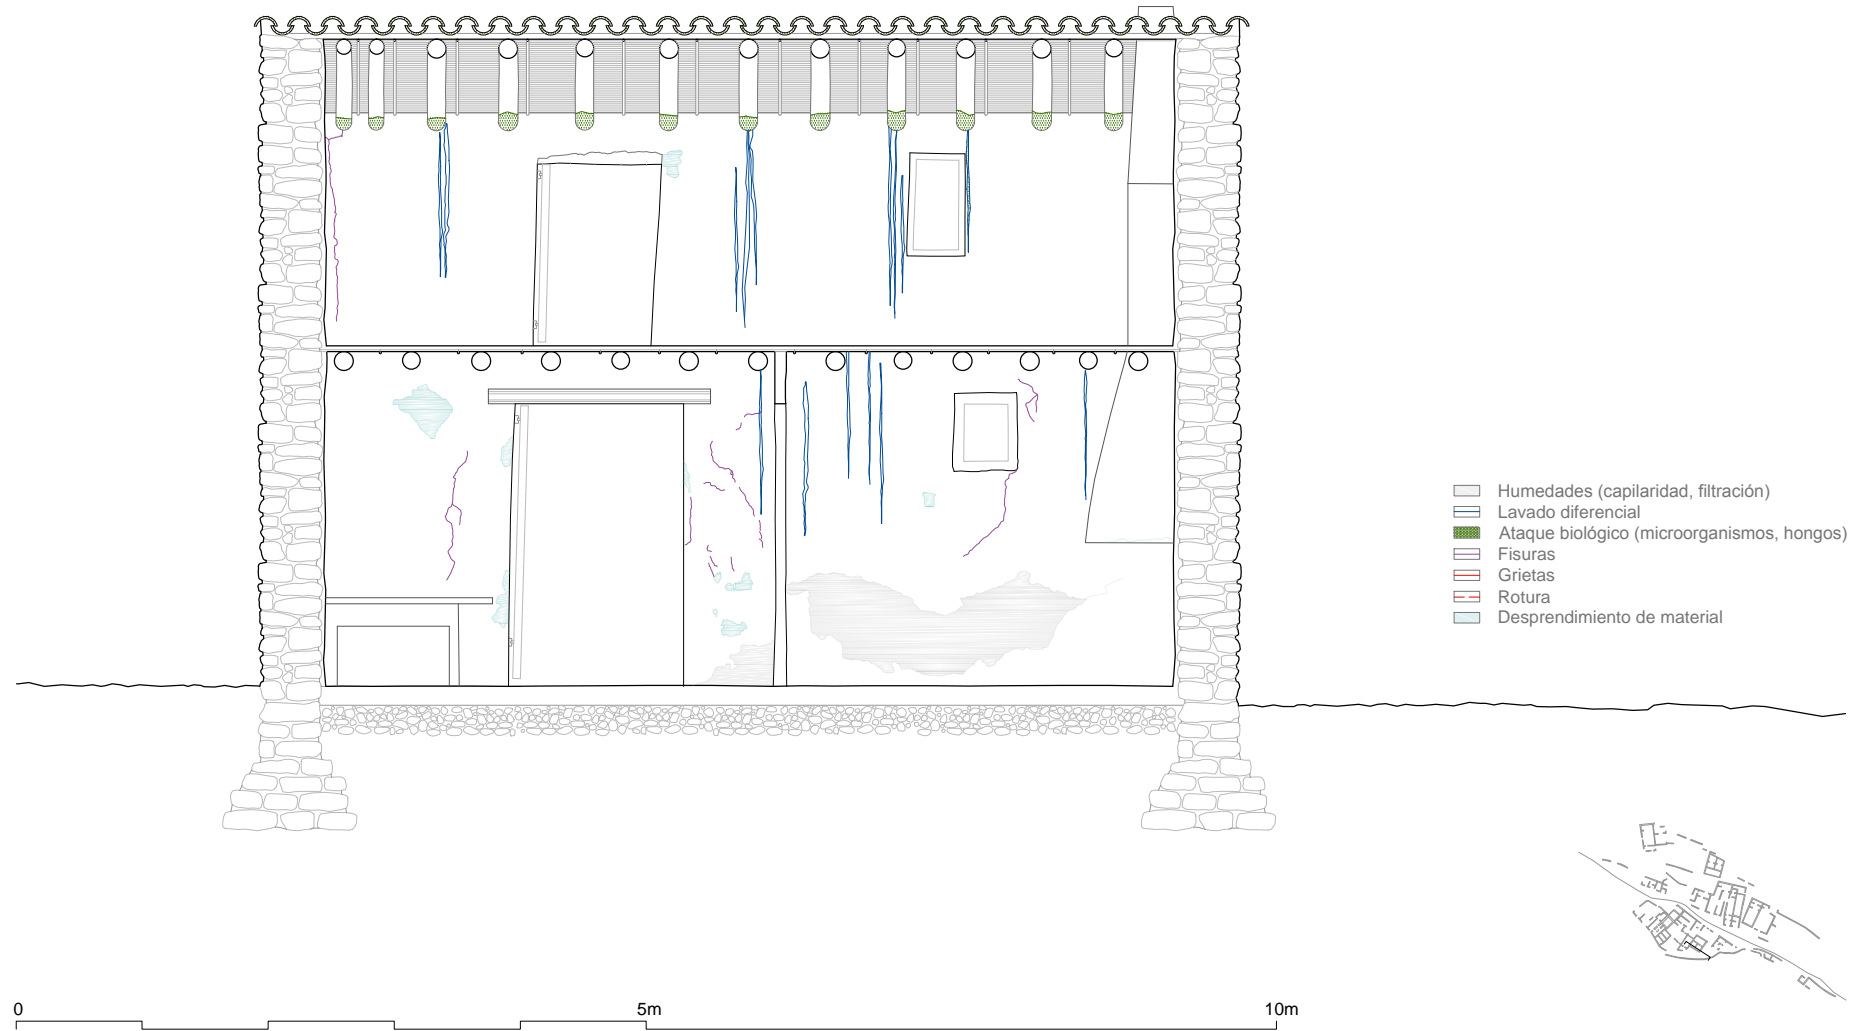 Humedades (capilaridad, filtración)
Lavado diferencial
Ataque biológico (microorganismos, hongos)
Fisuras
Grietas
Rotura
Desprendimiento de material
0 5m 10m